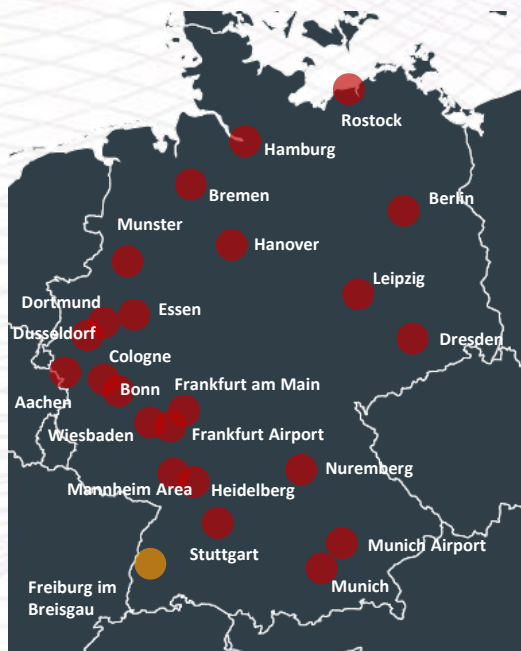 Rostock
Hamburg
Bremen
Berlin
Munster
Hanover
Leipzig
Dortmund
Essen
Dusseldorf
Dresden
Cologne
Aachen
Bonn
Frankfurt am Main
Wiesbaden
Frankfurt Airport
Nuremberg
Mannheim Area
Heidelberg
Stuttgart
Munich Airport
Freiburg im
Breisgau
Munich